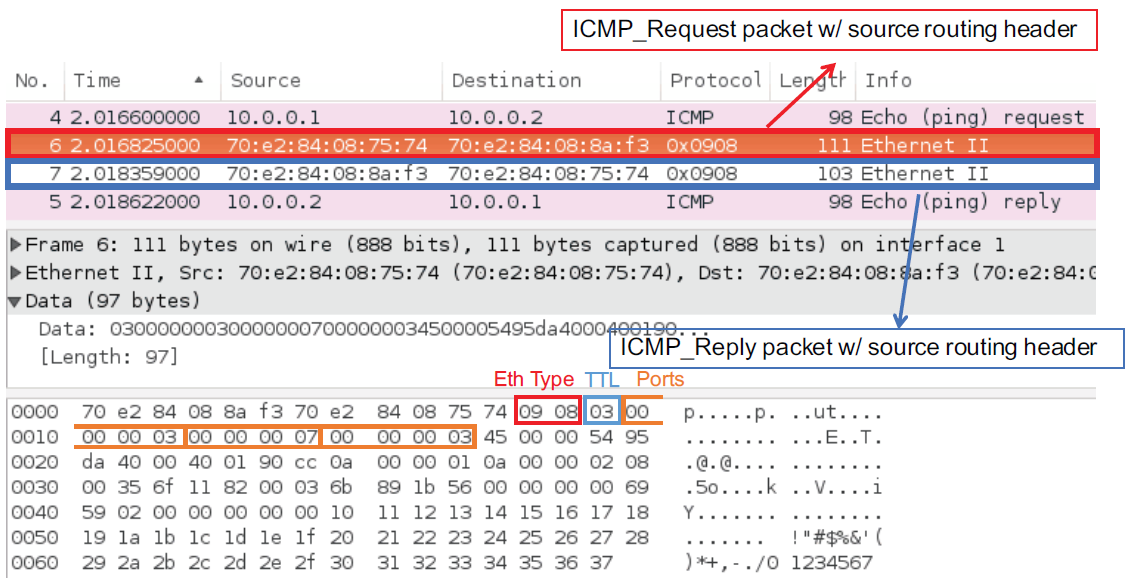 ICMP_Request packet w/ source routing header
No. Time Source Destination Protocol Length Info
4 2.016600000 10.0.0.1 10.0.0.2 ICMP 98 Echo (ping) request
6 2.016825000 70:e2:84:08:75:74 70:e2:84:08:8a:f3 0x0908 111 Ethernet II
7 2.018359000 70:e2:84:08:8a:f3 70:e2:84:08:75:74 0x0908 103 Ethernet II
5 2.018622000 10.0.0.2 10.0.0.1 ICMP 98 Echo (ping) reply
Frame 6: 111 bytes on wire (888 bits), 111 bytes captured (888 bits) on interface 1
Ethernet II, Src: 70:e2:84:08:75:74 (70:e2:84:08:75:74), Dst: 70:e2:84:08:8a:f3 (70:e2:84:0
Data (97 bytes)
Data: 030000000300000007000000034500005495da4000400190...
[Length: 97]
ICMP_Reply packet w/ source routing header
Eth Type TTL Ports
0000 70 e2 84 08 8a f3 70 e2 84 08 75 74 09 08 03 00 p.....p. ..ut....
0010 00 00 03 00 00 00 07 00 00 00 03 45 00 00 54 95 ........ ...E..T.
0020 da 40 00 40 01 90 cc 0a 00 00 01 0a 00 00 02 08 .@.@.... ........
0030 00 35 6f 11 82 00 03 6b 89 1b 56 00 00 00 00 69 .5o....k ..V....i
0040 59 02 00 00 00 00 00 10 11 12 13 14 15 16 17 18 Y....... ........
0050 19 1a 1b 1c 1d 1e 1f 20 21 22 23 24 25 26 27 28 ....... !"#$%&'(
0060 29 2a 2b 2c 2d 2e 2f 30 31 32 33 34 35 36 37 )*+,-./0 1234567